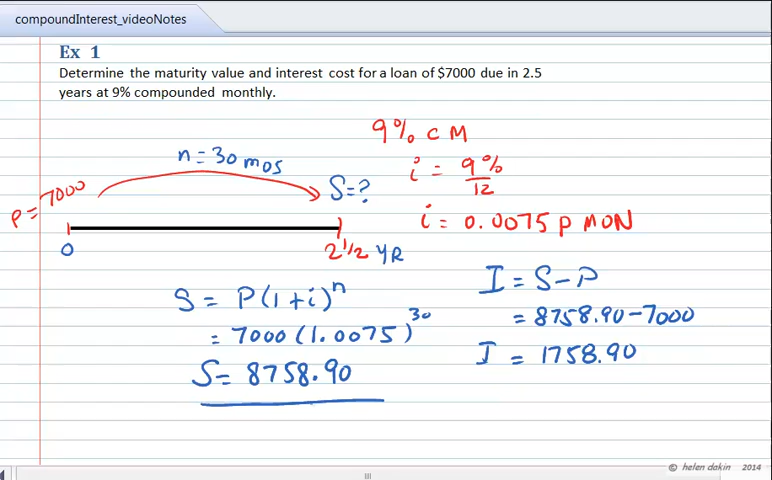 compoundInterest_videoNotes
Ex 1
Determine the maturity value and interest cost for a loan of $7000 due in 2.5
years at 9% compounded monthly.
9% CM
n = 30 mos
i = 9%/12
P = 7000
S = ?
i = 0.0075 P MON
0
2 1/2 YR
S = P(1+i)^n
= 7000 (1.0075)^30
S = 8758.90
I = S-P
= 8758.90-7000
I = 1758.90
© helen dakin 2014